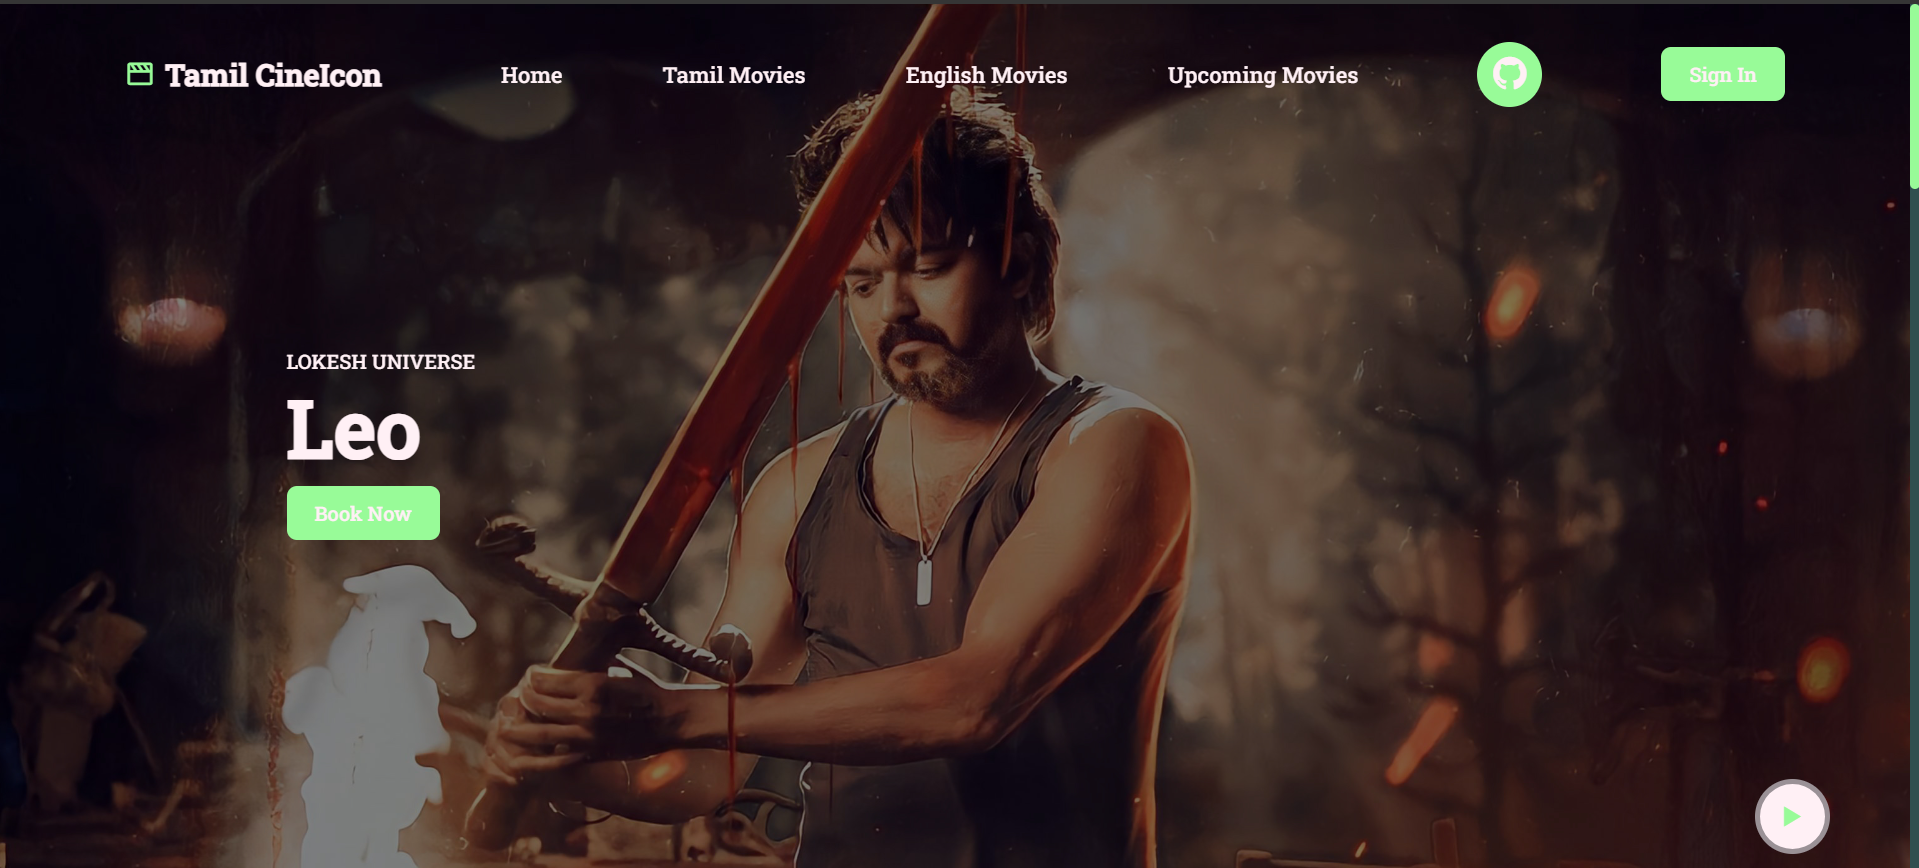 Tamil CineIcon
Home
Tamil Movies
English Movies
Upcoming Movies
Sign In
LOKESH UNIVERSE
Leo
Book Now